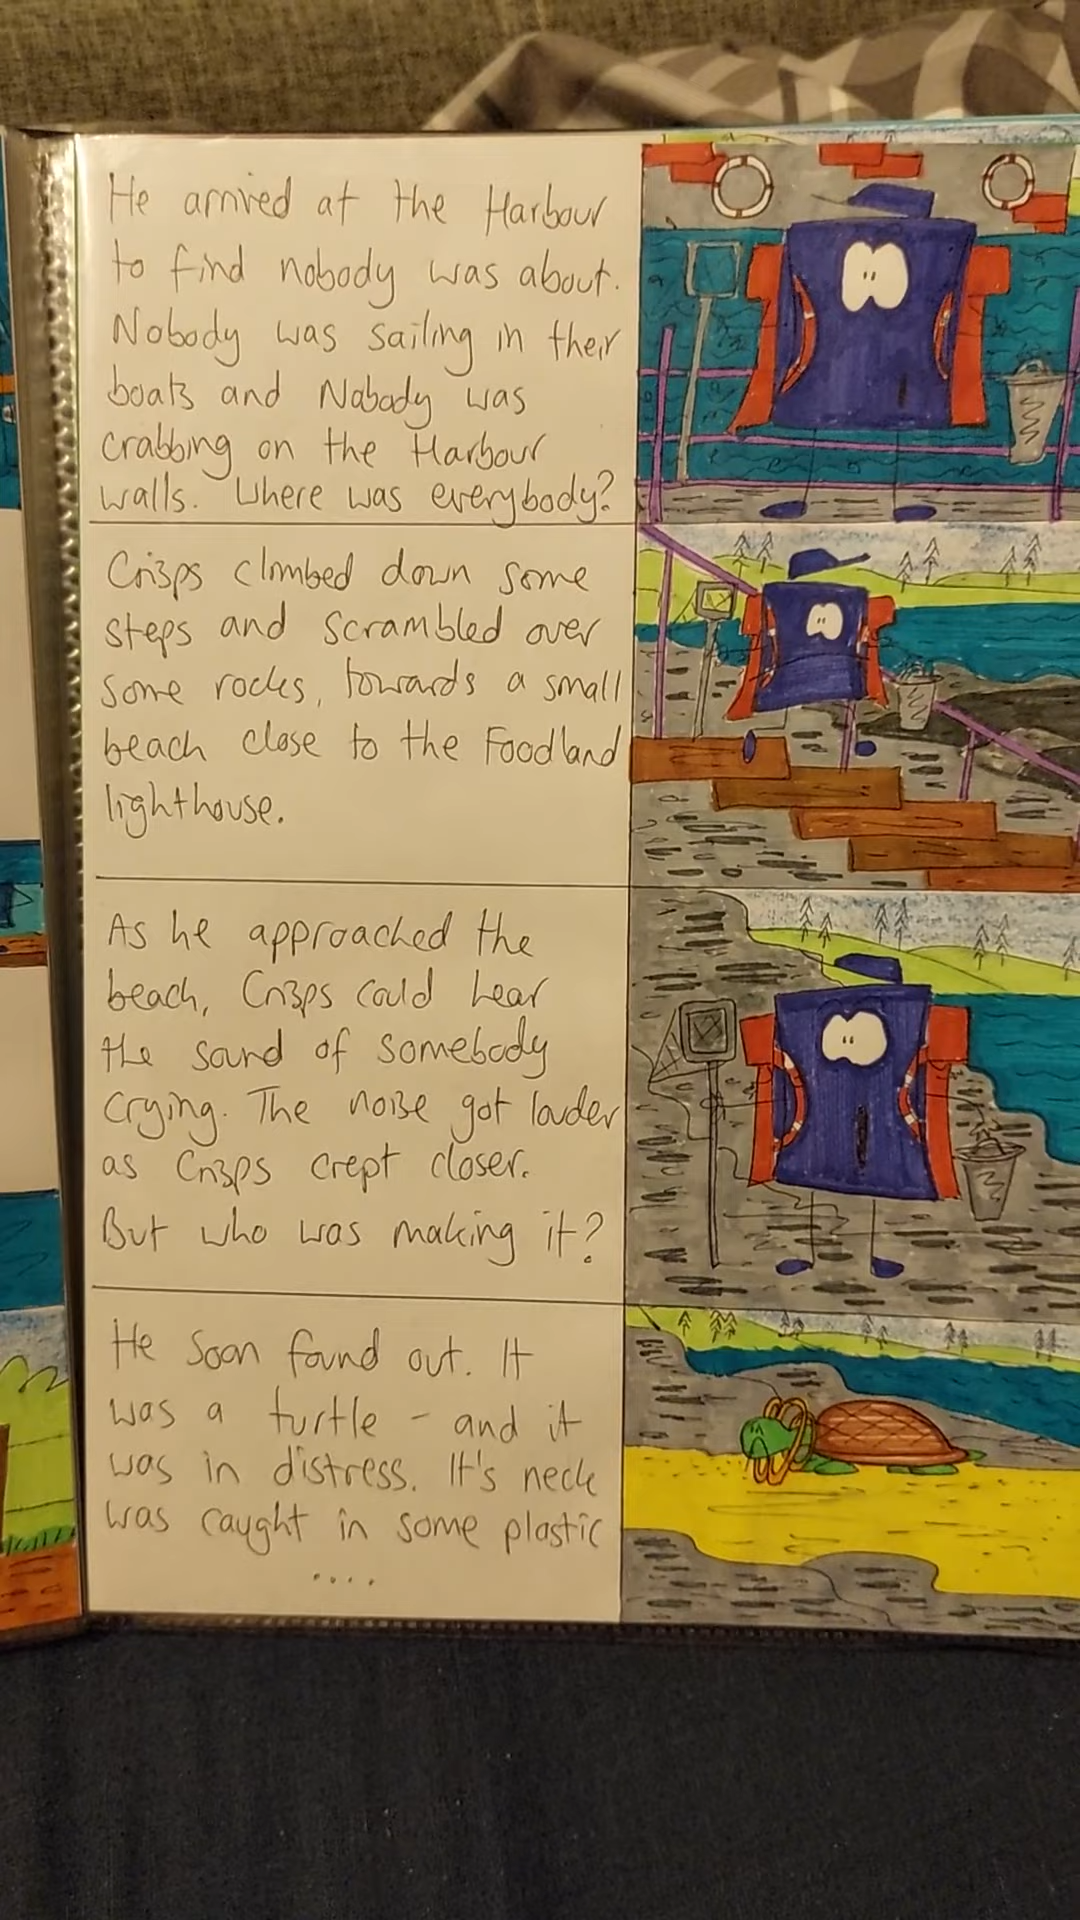 He arrived at the Harbour
to find nobody was about.
Nobody was sailing in their
boats and Nobody was
crabbing on the Harbour
walls. Where was everybody?
Crisps climbed down some
steps and scrambled over
some rocks, towards a small
beach close to the Foodland
lighthouse.
As he approached the
beach, Crisps could hear
the sound of somebody
crying. The noise got louder
as Crisps crept closer.
But who was making it?
He soon found out. It
was a turtle - and it
was in distress. It's neck
was caught in some plastic
....